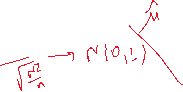 û
√(σ²/n) → N(0,1)